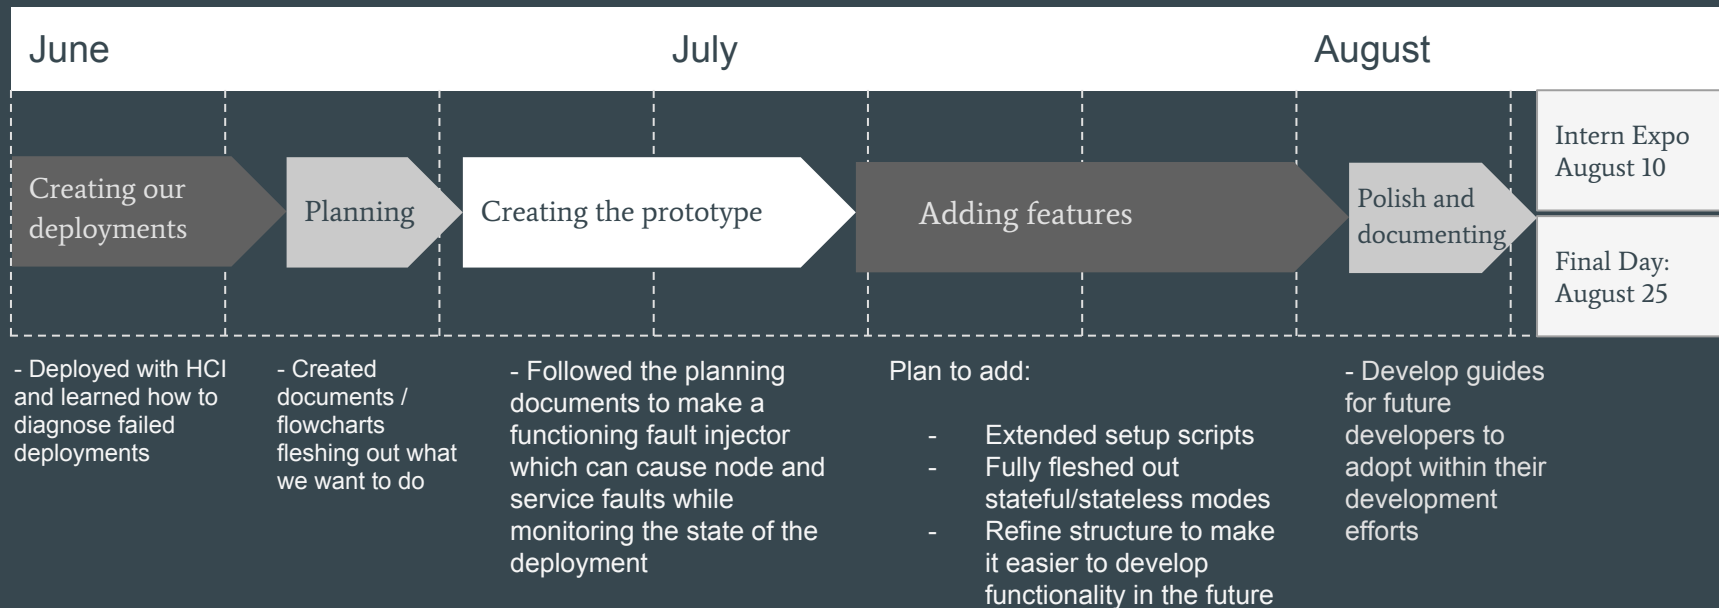 June
July
August
Creating our
deployments
Planning
Creating the prototype
Adding features
Polish and
documenting
Intern Expo
August 10
Final Day:
August 25
- Deployed with HCI
and learned how to
diagnose failed
deployments
- Created
documents /
flowcharts
fleshing out what
we want to do
- Followed the planning
documents to make a
functioning fault injector
which can cause node and
service faults while
monitoring the state of the
deployment
Plan to add:
- Extended setup scripts
- Fully fleshed out
stateful/stateless modes
- Refine structure to make
it easier to develop
functionality in the future
- Develop guides
for future
developers to
adopt within their
development
efforts